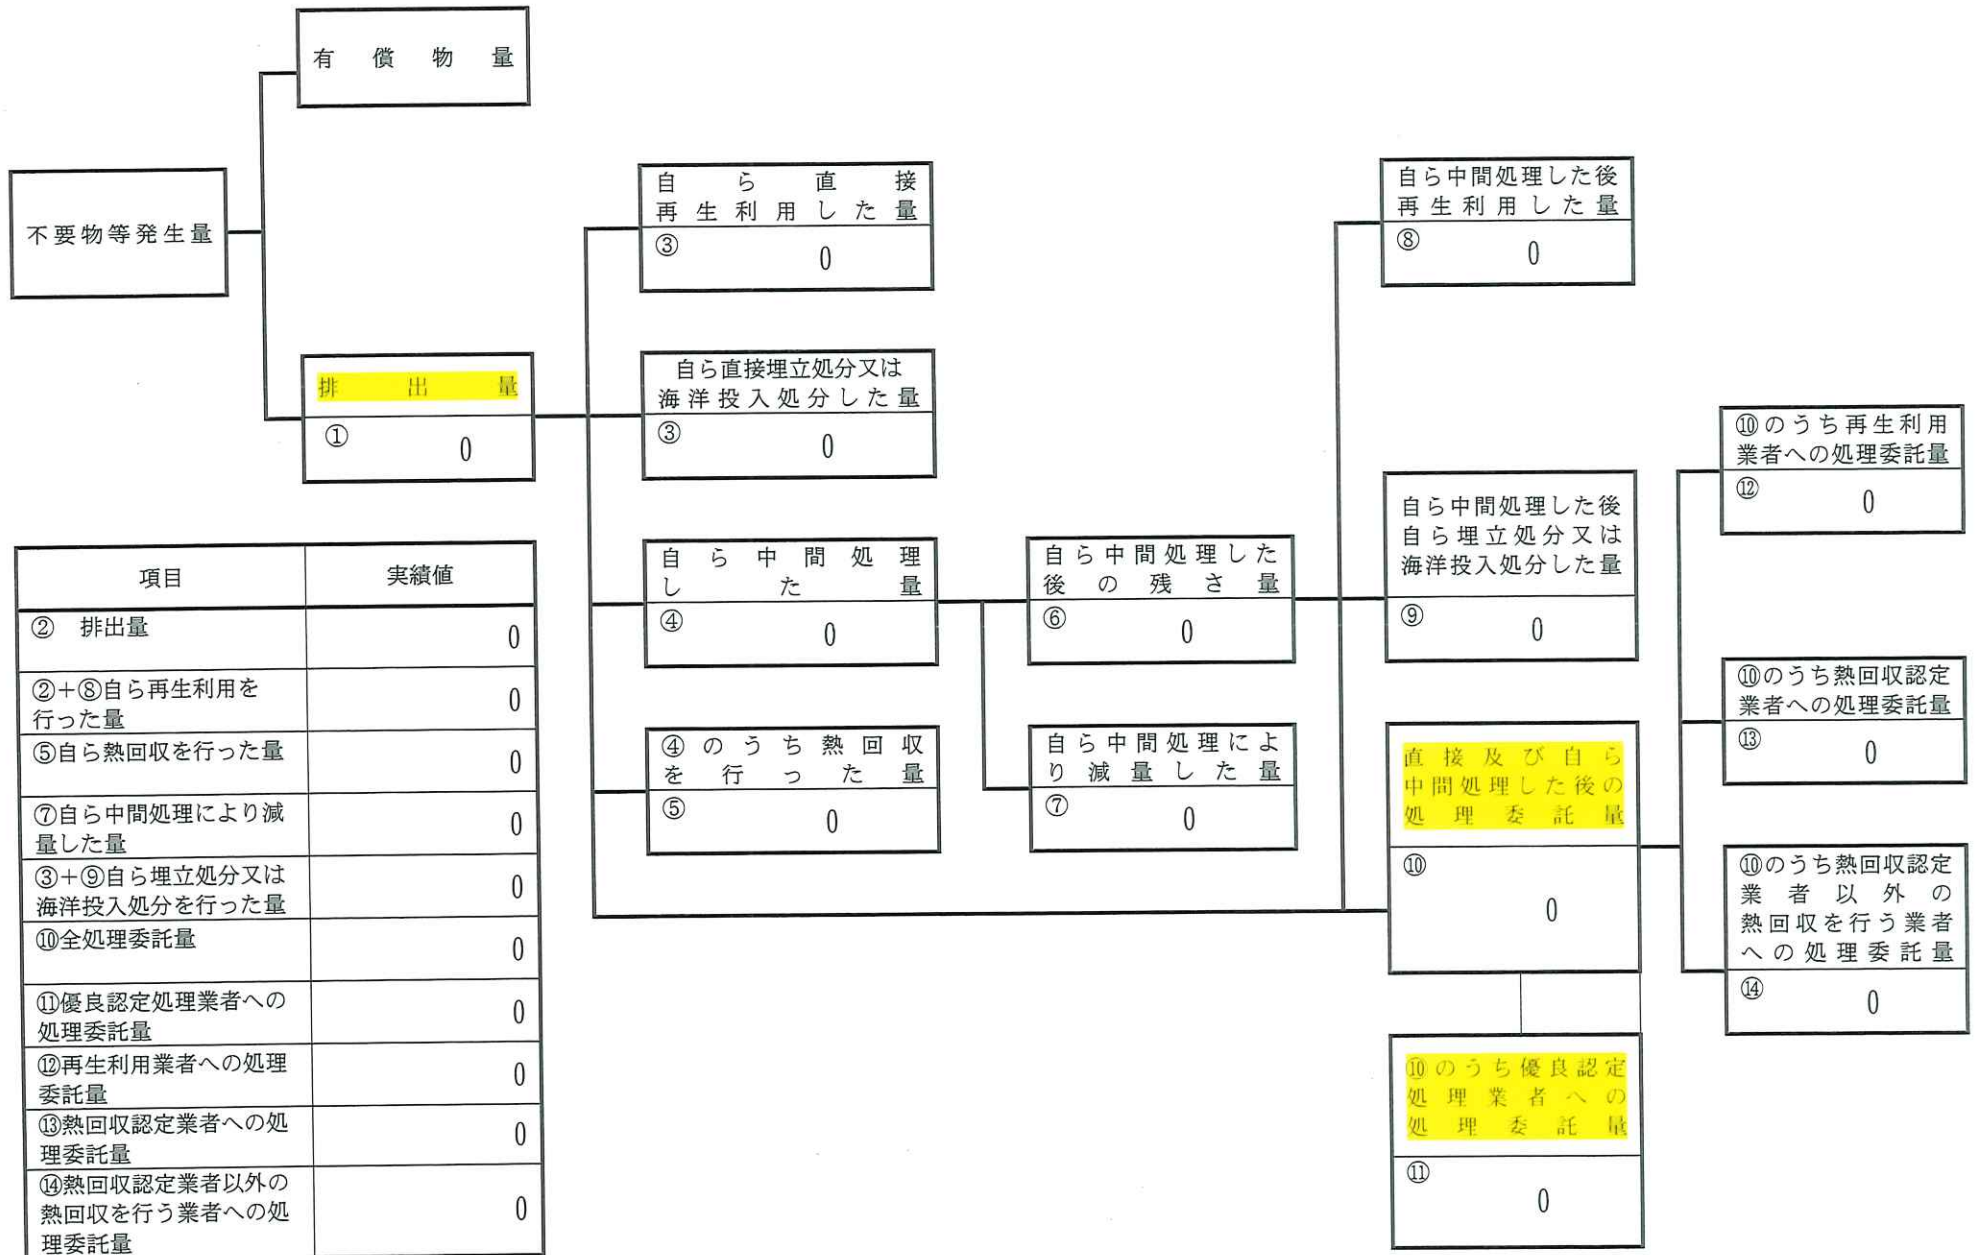 有償物量
不要物等発生量
排出量
① 0
自ら直接
再生利用した量
③ 0
自ら直接埋立処分又は
海洋投入処分した量
③ 0
自ら中間処理
した量
④ 0
④のうち熱回収
を行った量
⑤ 0
自ら中間処理した
後の残さ量
⑥ 0
自ら中間処理によ
り減量した量
⑦ 0
自ら中間処理した後
再生利用した量
⑧ 0
自ら中間処理した後
自ら埋立処分又は
海洋投入処分した量
⑨ 0
直接及び自ら
中間処理した後の
処理委託量
⑩ 0
⑩のうち優良認定
処理業者への
処理委託量
⑪ 0
⑩のうち再生利用
業者への処理委託量
⑫ 0
⑩のうち熱回収認定
業者への処理委託量
⑬ 0
⑩のうち熱回収認定
業者以外の
熱回収を行う業者
への処理委託量
⑭ 0
項目 実績値
② 排出量 0
②+⑧自ら再生利用を
行った量 0
⑤自ら熱回収を行った量 0
⑦自ら中間処理により減
量した量 0
③+⑨自ら埋立処分又は
海洋投入処分を行った量 0
⑩全処理委託量 0
⑪優良認定処理業者への
処理委託量 0
⑫再生利用業者への処理
委託量 0
⑬熱回収認定業者への処
理委託量 0
⑭熱回収認定業者以外の
熱回収を行う業者への処
理委託量 0